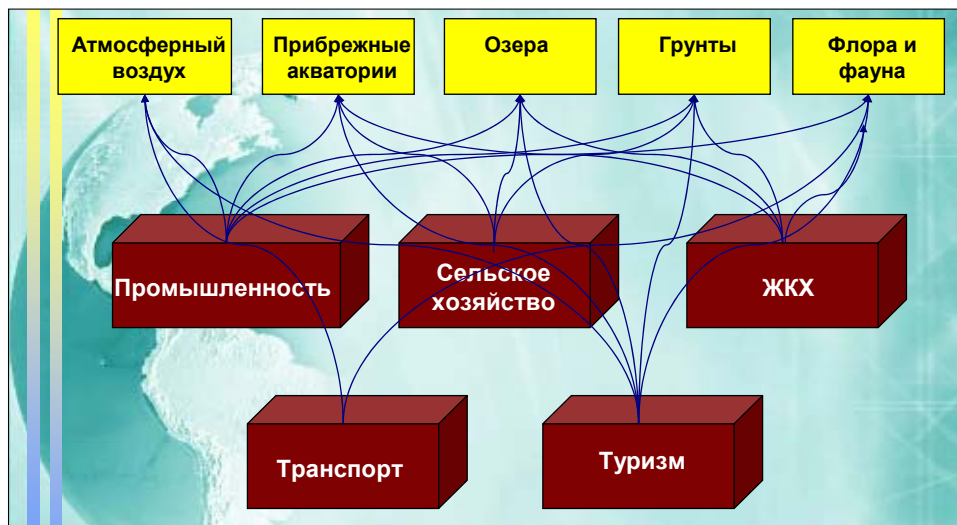 Атмосферный
воздух
Прибрежные
акватории
Озера
Грунты
Флора и
фауна
Промышленность
Сельское
хозяйство
ЖКХ
Транспорт
Туризм